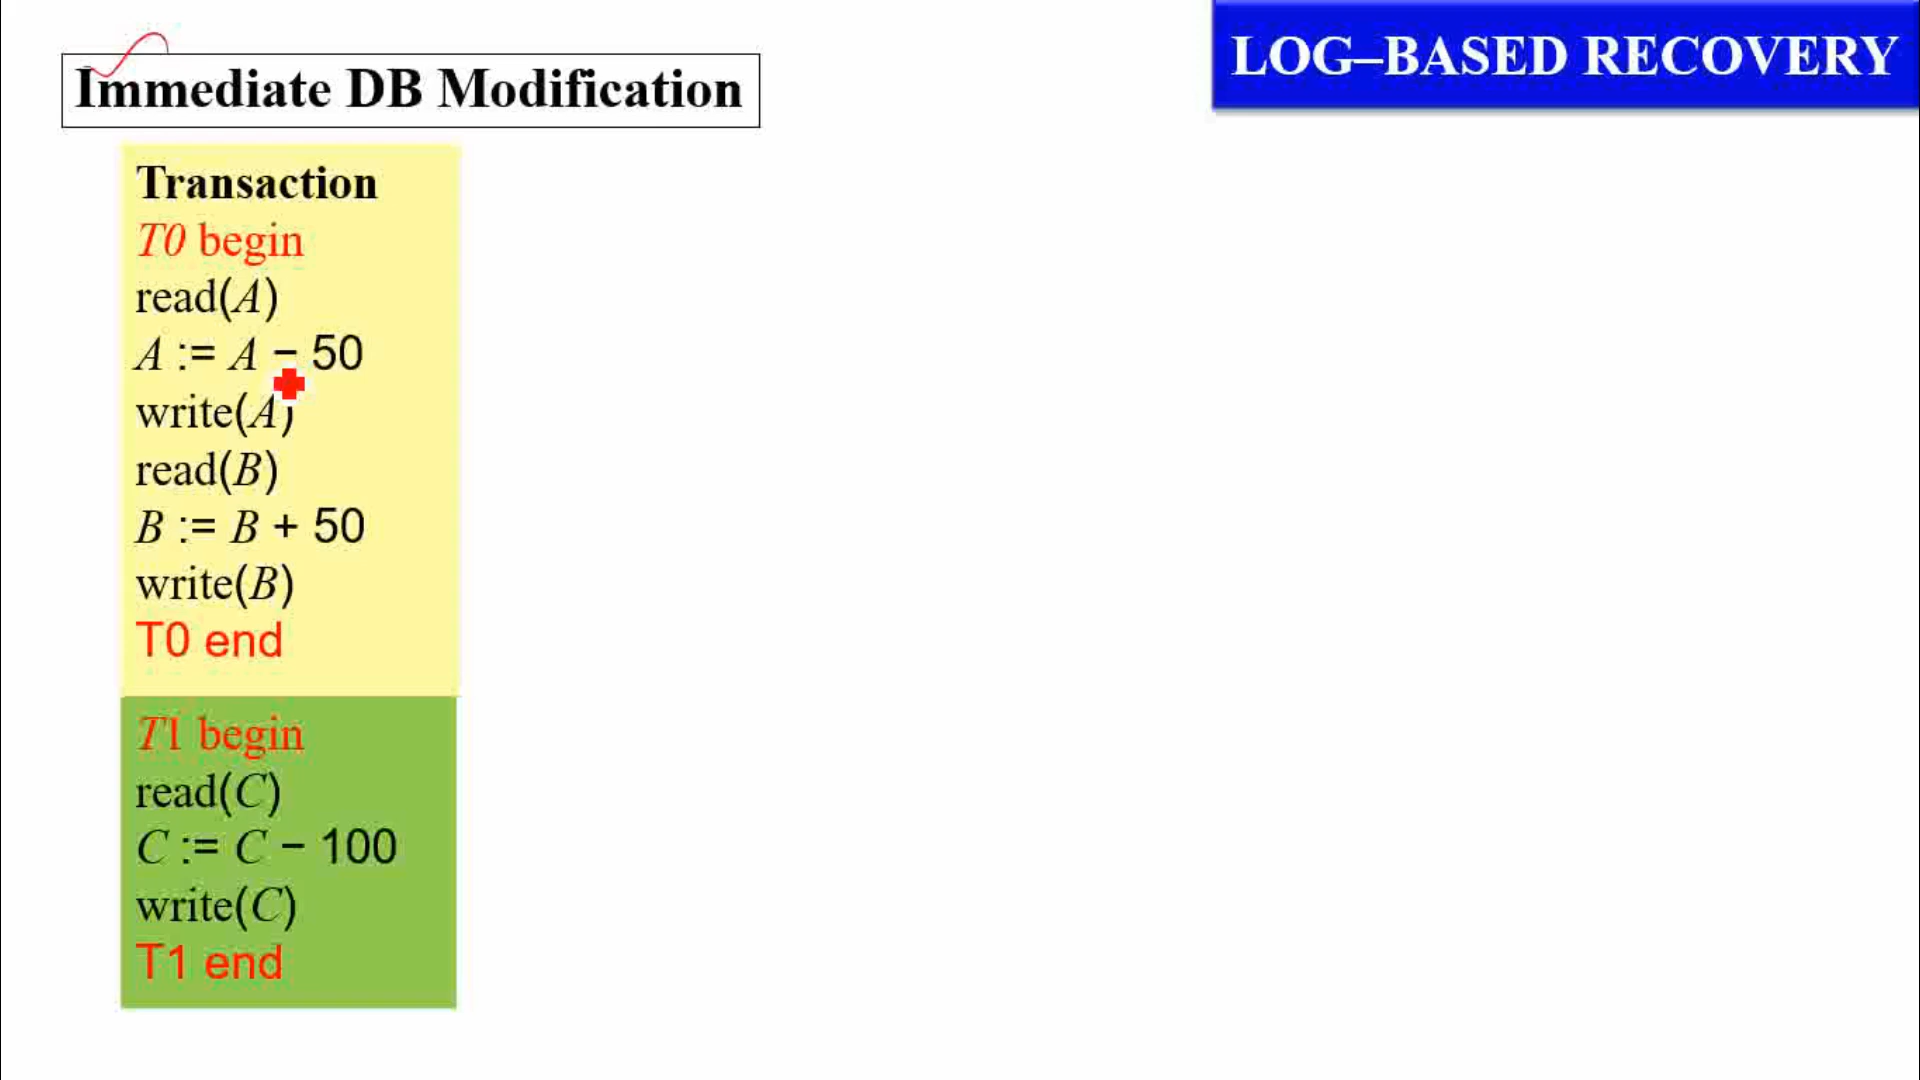 LOG–BASED RECOVERY
Immediate DB Modification
Transaction
T0 begin
read(A)
A := A − 50
write(A)
read(B)
B := B + 50
write(B)
T0 end
T1 begin
read(C)
C := C − 100
write(C)
T1 end